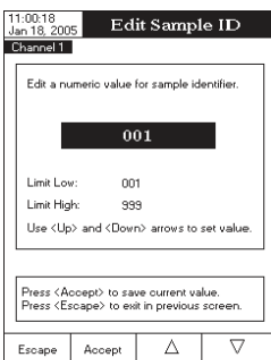 11:00:18
Jan 18, 2005
Edit Sample ID
Channel 1
Edit a numeric value for sample identifier.
001
Limit Low: 001
Limit High: 999
Use <Up> and <Down> arrows to set value.
Press <Accept> to save current value.
Press <Escape> to exit in previous screen.
Escape Accept △ ▽